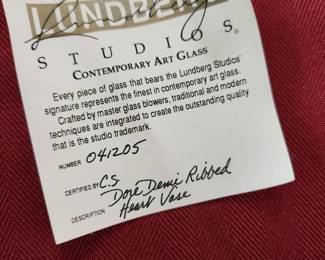 LUNDBERG
Lundberg
STUDIOS®
CONTEMPORARY ART GLASS
Every piece of glass that bears the Lundberg Studios'
signature represents the finest in contemporary art glass.
Crafted by master glass blowers, traditional and modern
techniques are integrated to create the outstanding quality
that is the studio trademark.
NUMBER 041205
CERTIFIED BY C.S
DESCRIPTION Dore Demi Ribbed
Heart Vase